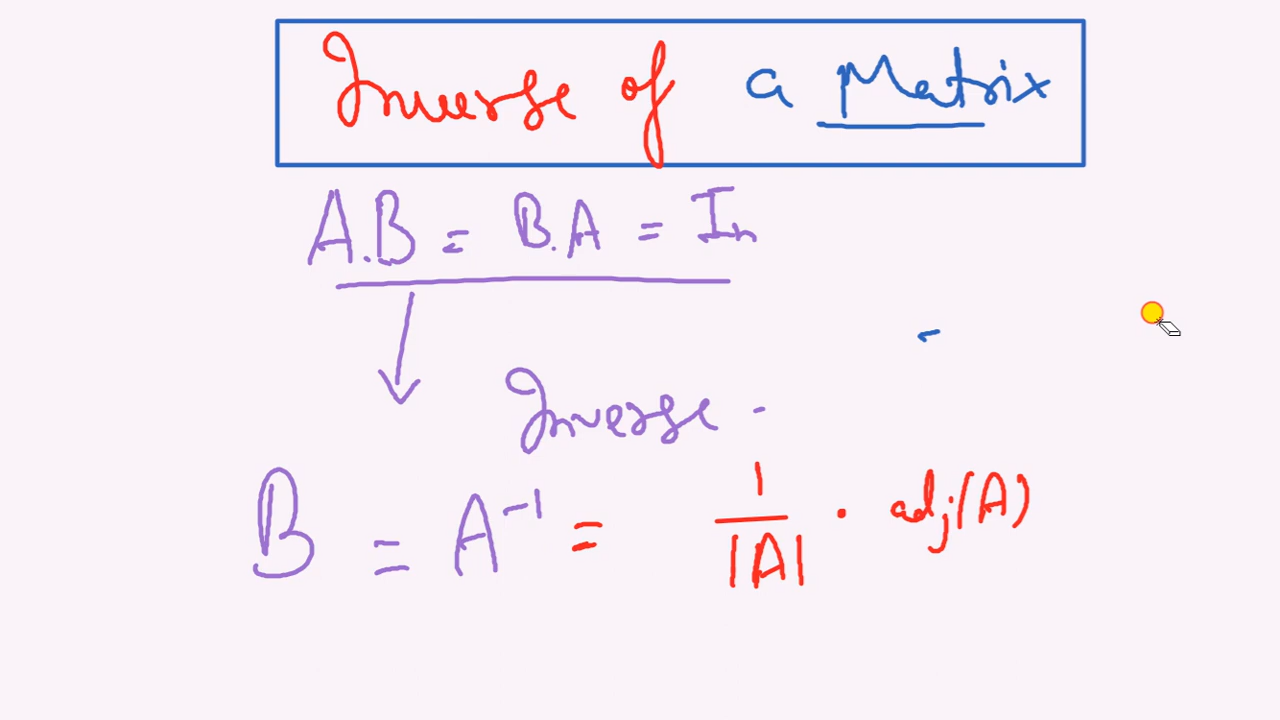 Inverse of a Matrix
A.B = B.A = In
Inverse -
B = A⁻¹ = 1/|A| · adj(A)